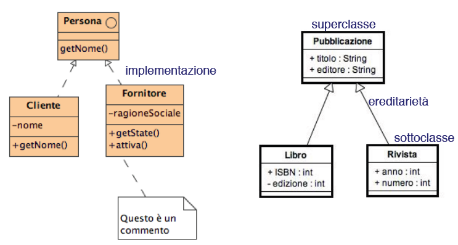 Persona
getNome()
implementazione
Cliente
-nome
+getNome()
Fornitore
-ragioneSociale
+getState()
+attiva()
Questo è un
commento
superclasse
Pubblicazione
+ titolo : String
+ editore : String
ereditarietà
sottoclasse
Libro
+ ISBN : int
- edizione : int
Rivista
+ anno : int
+ numero : int